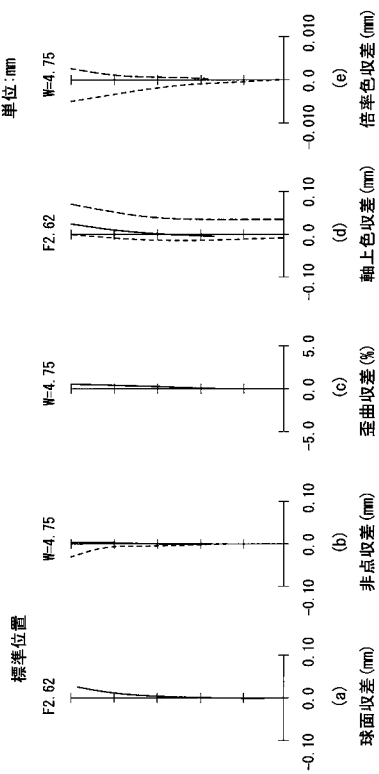 標準位置
単位:mm
F2.62
-0.10 0.0 0.10
(a)
球面収差(mm)
W=4.75
-0.10 0.0 0.10
(b)
非点収差(mm)
W=4.75
-5.0 0.0 5.0
(c)
歪曲収差(%)
F2.62
-0.10 0.0 0.10
(d)
軸上色収差(mm)
W=4.75
-0.010 0.0 0.010
(e)
倍率色収差(mm)